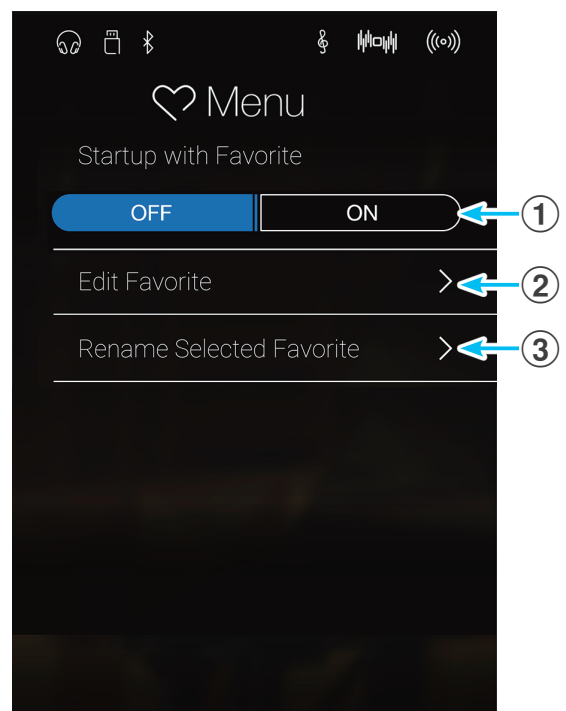 Menu
Startup with Favorite
OFF ON 1
Edit Favorite 2
Rename Selected Favorite 3